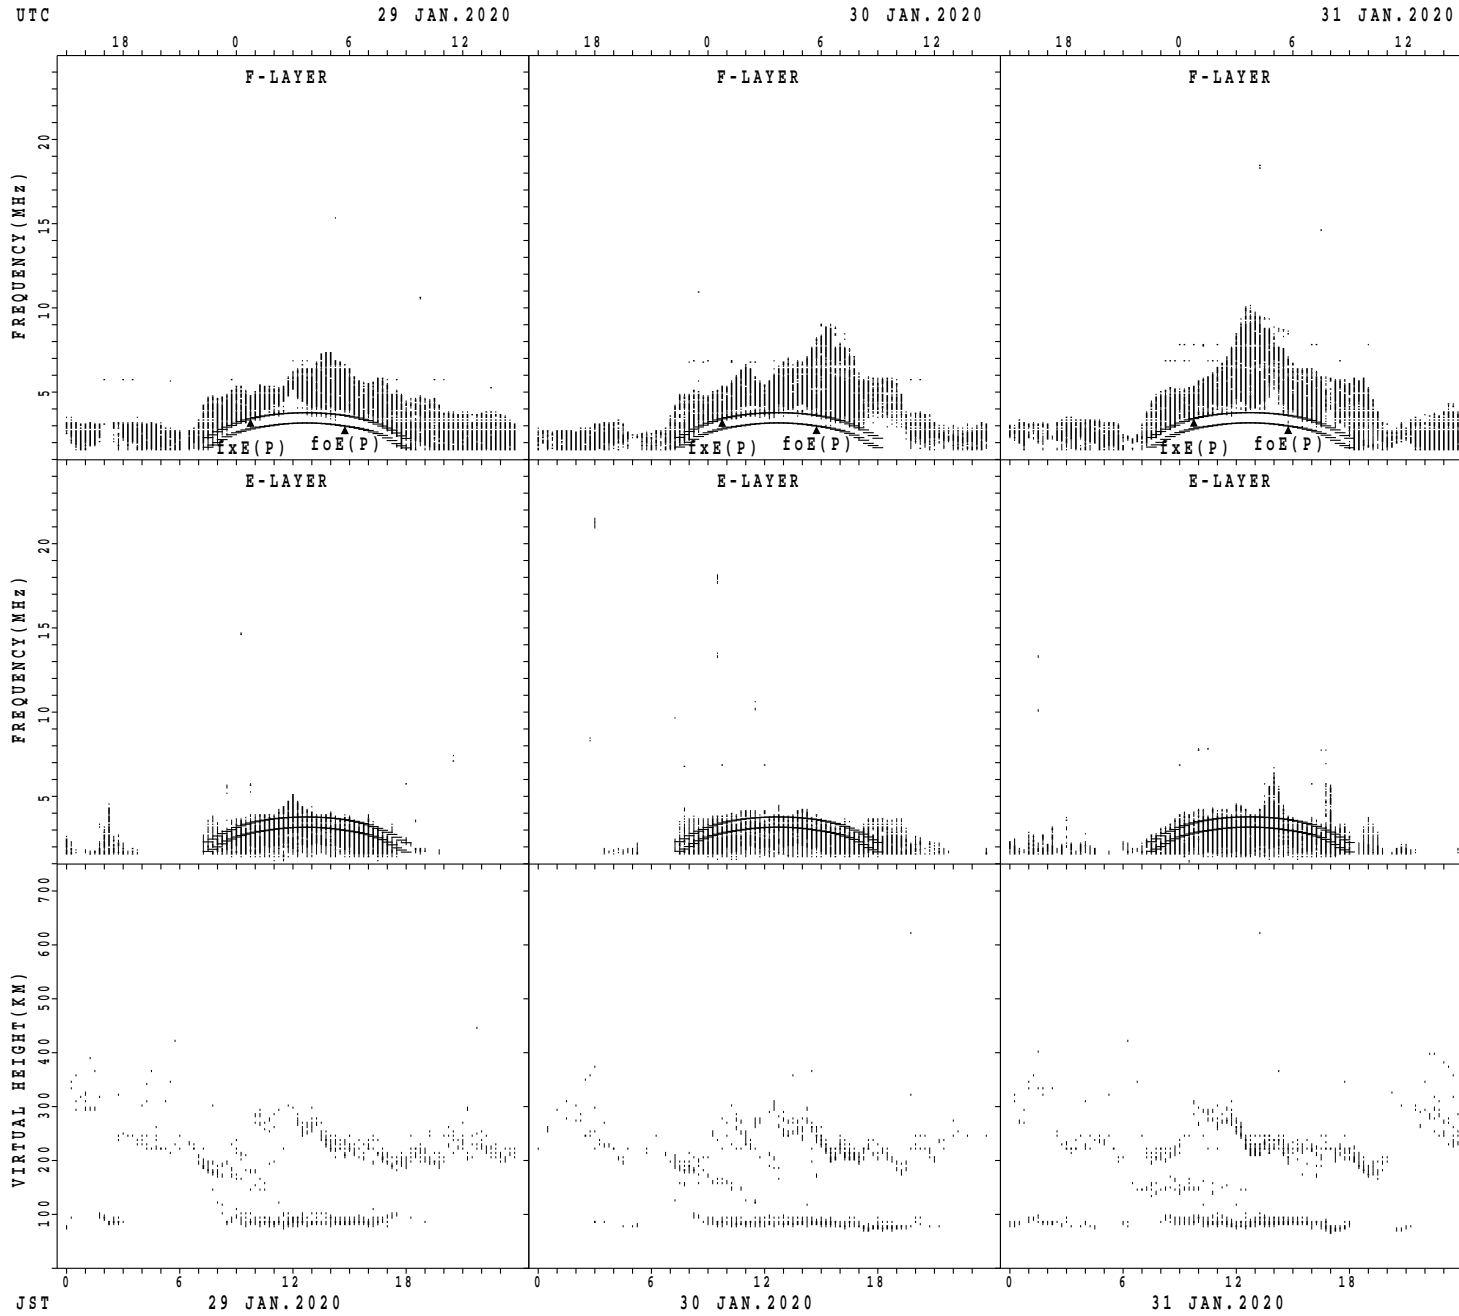 UTC 29 JAN.2020 30 JAN.2020 31 JAN.2020
18 0 6 12 18 0 6 12 18 0 6 12
F-LAYER F-LAYER F-LAYER
FREQUENCY(MHz)
20
15
10
5
fxE(P) foE(P) fxE(P) foE(P) fxE(P) foE(P)
E-LAYER E-LAYER E-LAYER
FREQUENCY(MHz)
20
15
10
5
VIRTUAL HEIGHT(KM)
700
600
500
400
300
200
100
0 6 12 18 0 6 12 18 0 6 12 18
JST 29 JAN.2020 30 JAN.2020 31 JAN.2020